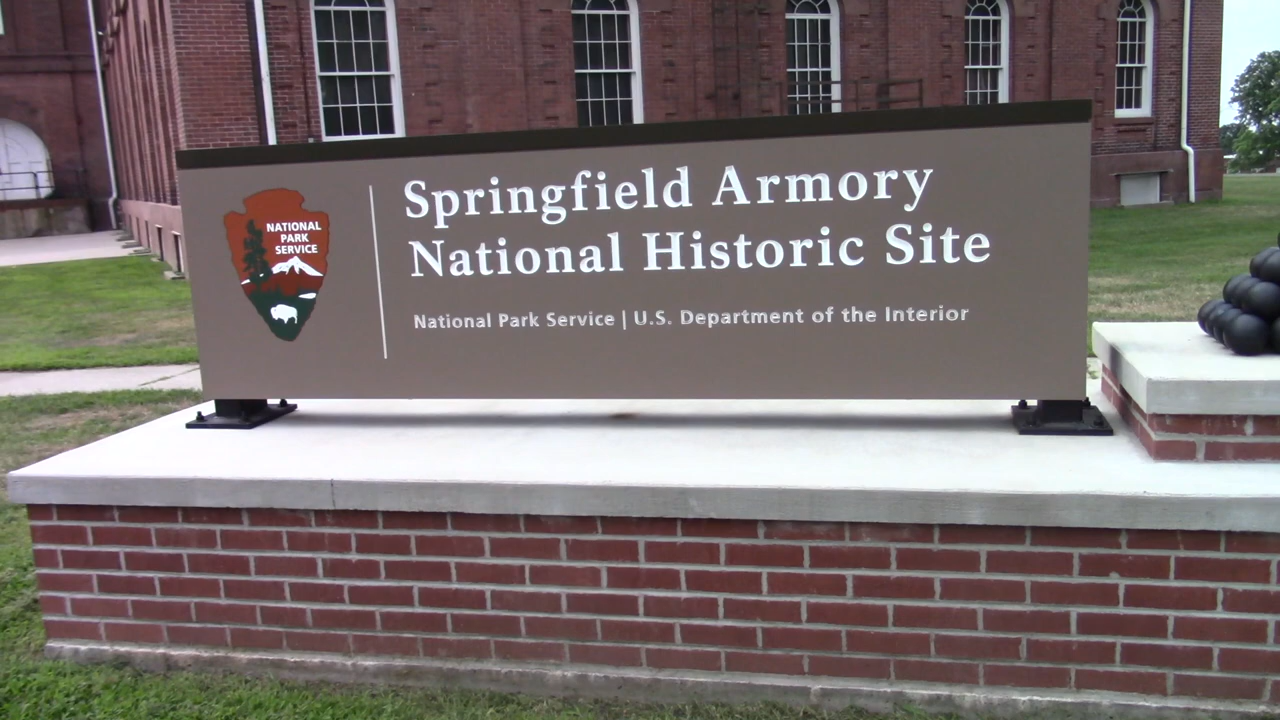 NATIONAL
PARK
SERVICE
Springfield Armory
National Historic Site
National Park Service | U.S. Department of the Interior